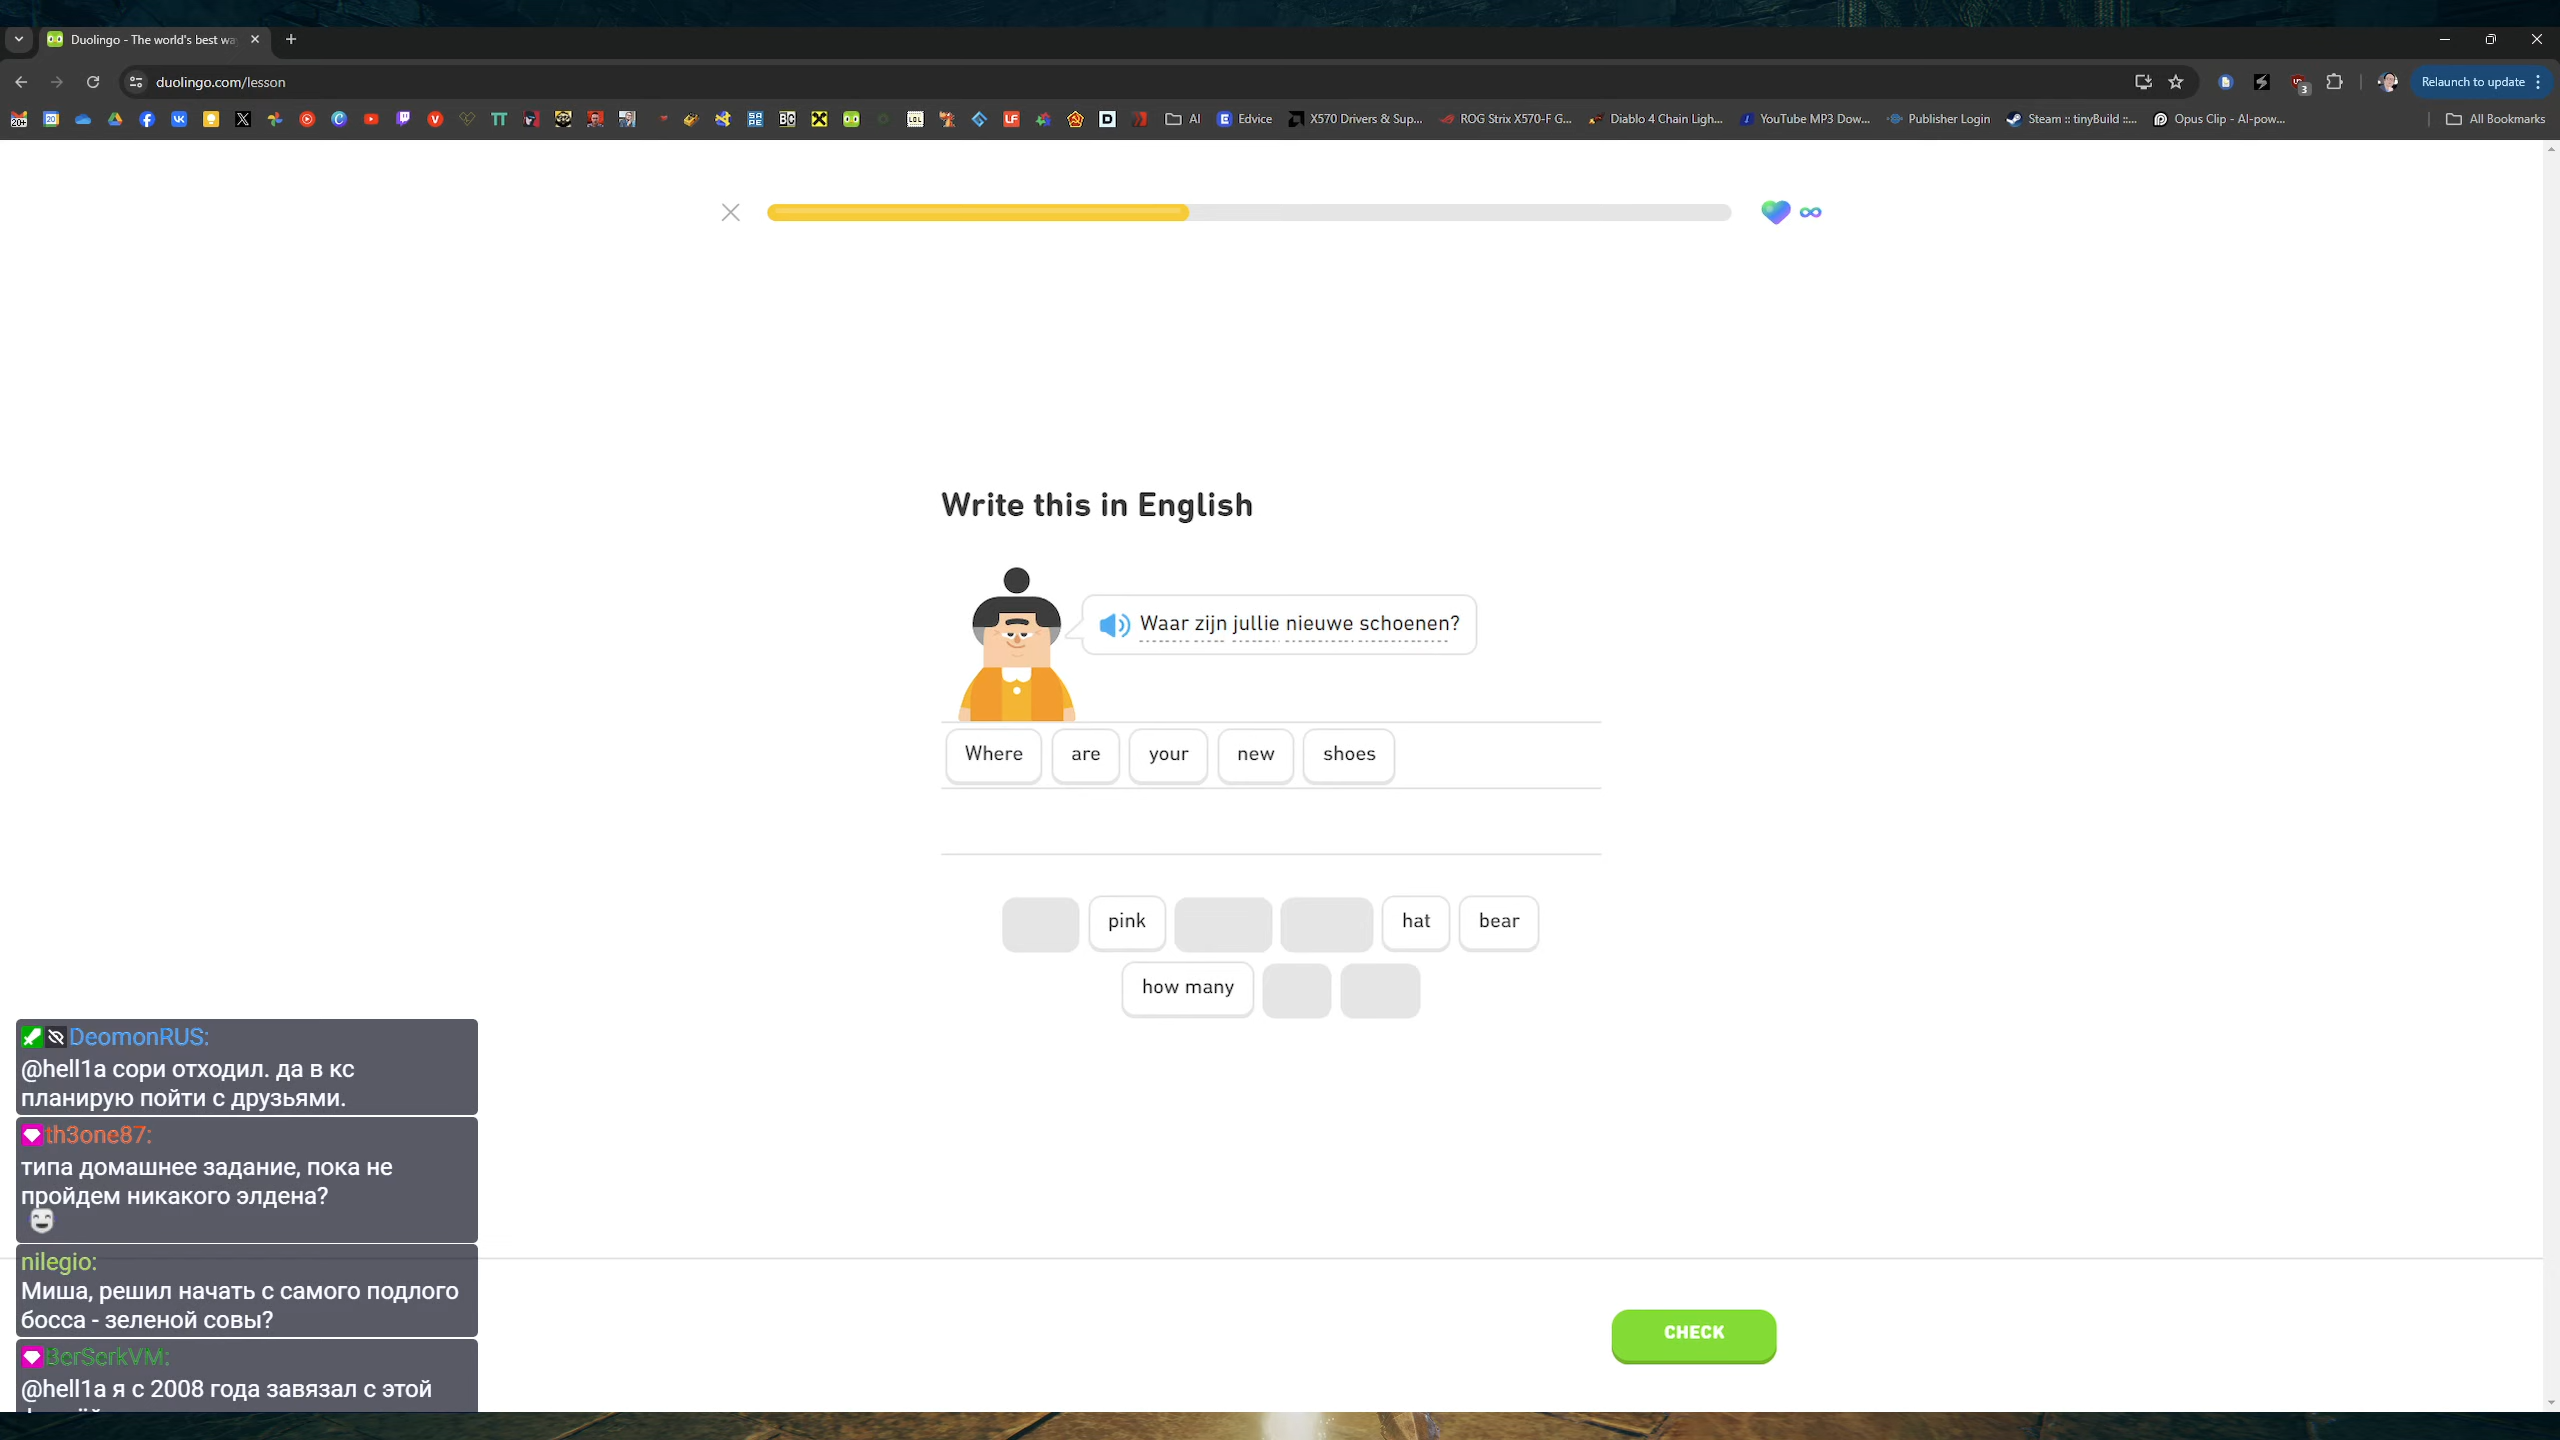 Duolingo - The world's best wa
duolingo.com/lesson
Relaunch to update
AI
Edvice
X570 Drivers & Sup...
ROG Strix X570-F G...
Diablo 4 Chain Ligh...
YouTube MP3 Dow...
Publisher Login
Steam :: tinyBuild ::...
Opus Clip - AI-pow...
All Bookmarks
Write this in English
Waar zijn jullie nieuwe schoenen?
Where are your new shoes
pink hat bear
how many
CHECK
DeomonRUS:
@hell1a сори отходил. да в кс
планирую пойти с друзьями.
th3one87:
типа домашнее задание, пока не
пройдем никакого элдена?
nilegio:
Миша, решил начать с самого подлого
босса - зеленой совы?
BerSerkVM:
@hell1a я с 2008 года завязал с этой